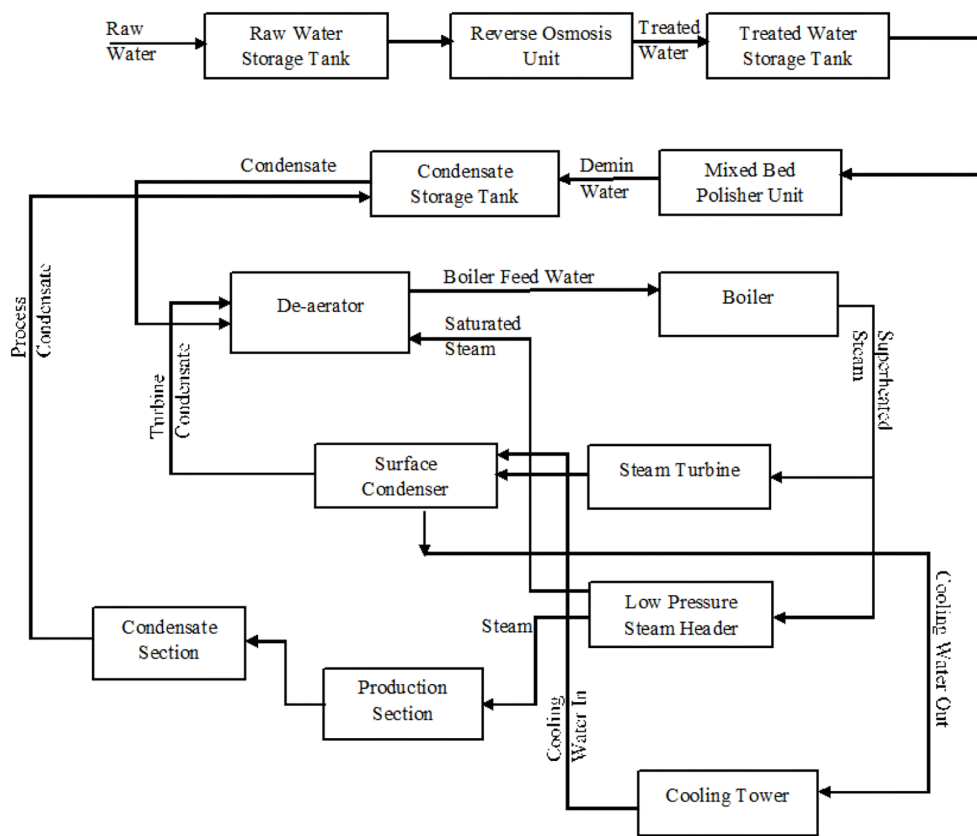 Raw
Water
Raw Water
Storage Tank
Reverse Osmosis
Unit
Treated
Water
Treated Water
Storage Tank
Condensate
Condensate
Storage Tank
Demin
Water
Mixed Bed
Polisher Unit
De-aerator
Boiler Feed Water
Boiler
Saturated
Steam
Superheated
Steam
Process
Condensate
Turbine
Condensate
Surface
Condenser
Steam Turbine
Low Pressure
Steam Header
Steam
Condensate
Section
Production
Section
Cooling
Water In
Cooling Water Out
Cooling Tower